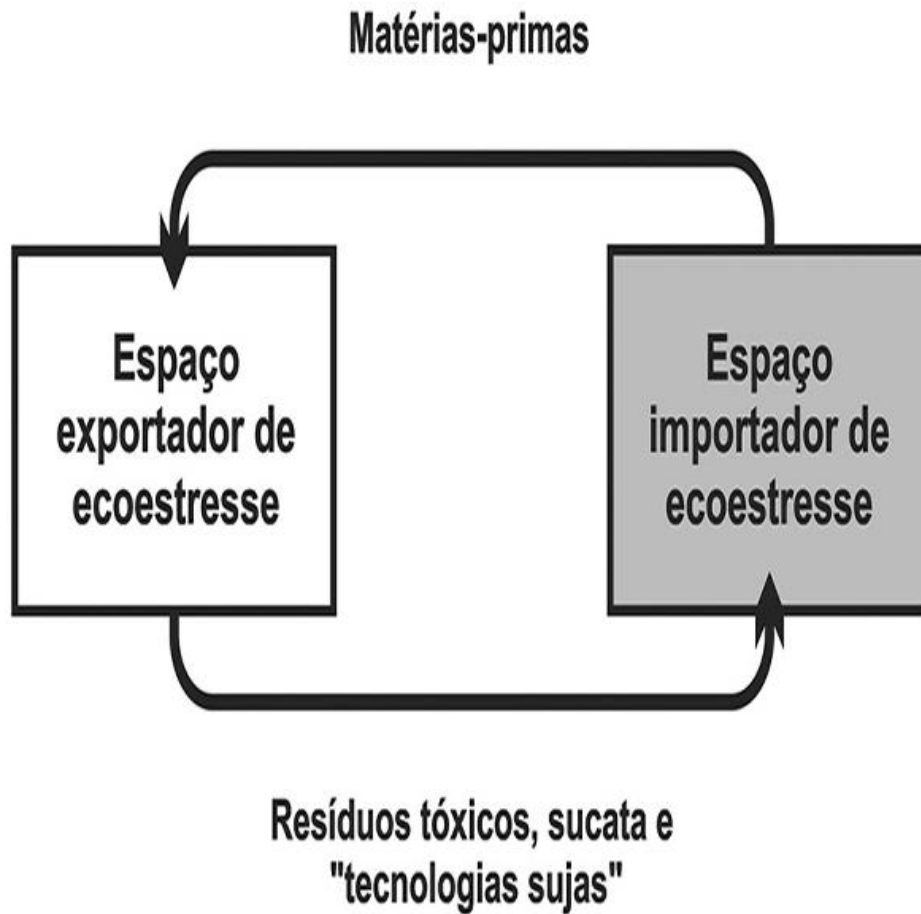 Matérias-primas
Espaço
exportador de
ecoestresse
Espaço
importador de
ecoestresse
Resíduos tóxicos, sucata e
"tecnologias sujas"